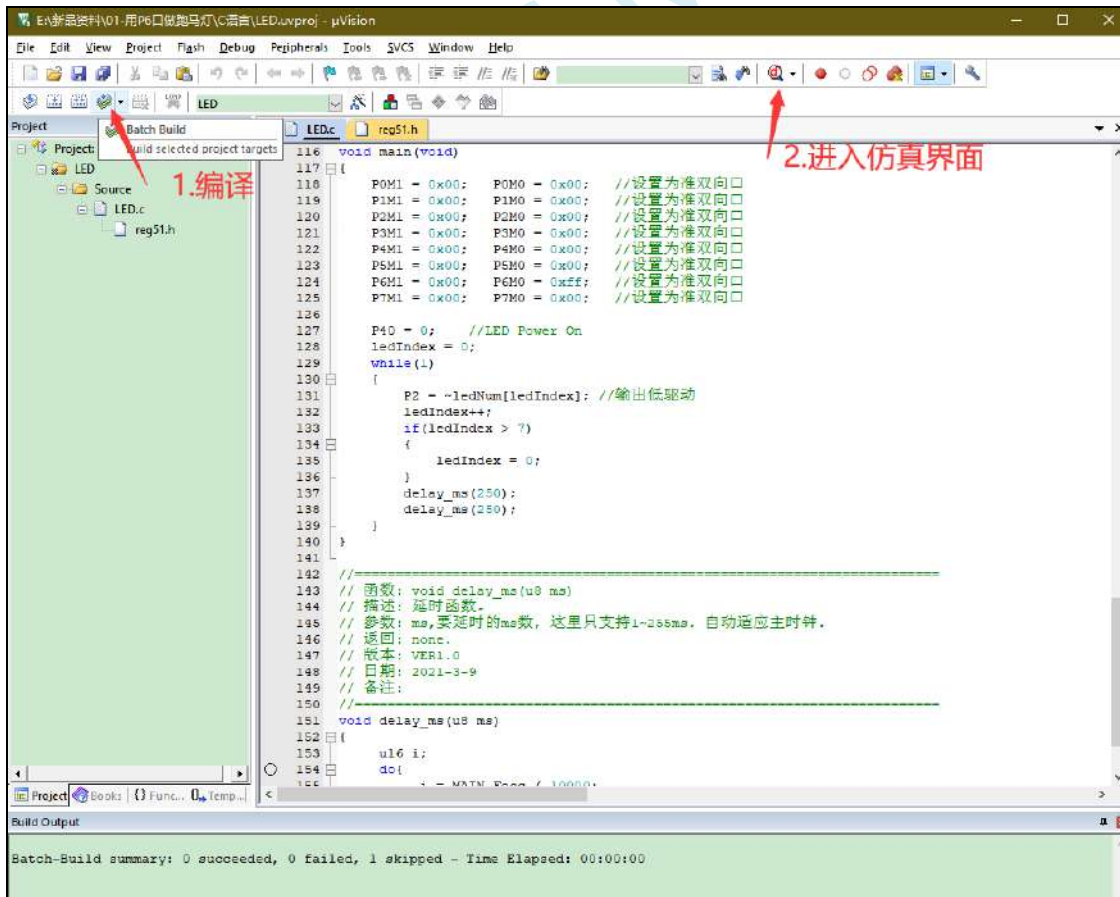 E:\新品资料\01-用P6口做跑马灯\C语言\LED.uvproj - µVision
File Edit View Project Flash Debug Peripherals Tools SVCS Window Help
LED
Project
Batch Build
Build selected project targets
Project:
LED
Source
LED.c
reg51.h
1.编译
2.进入仿真界面
LED.c reg51.h
116 void main(void)
117 {
118 P0M1 = 0x00; P0M0 = 0x00; //设置为准双向口
119 P1M1 = 0x00; P1M0 = 0x00; //设置为准双向口
120 P2M1 = 0x00; P2M0 = 0x00; //设置为准双向口
121 P3M1 = 0x00; P3M0 = 0x00; //设置为准双向口
122 P4M1 = 0x00; P4M0 = 0x00; //设置为准双向口
123 P5M1 = 0x00; P5M0 = 0x00; //设置为准双向口
124 P6M1 = 0x00; P6M0 = 0xff; //设置为准双向口
125 P7M1 = 0x00; P7M0 = 0x00; //设置为准双向口
126
127 P40 = 0; //LED Power On
128 ledIndex = 0;
129 while(1)
130 {
131 P2 = ~ledNum[ledIndex]; //输出低驱动
132 ledIndex++;
133 if(ledIndex > 7)
134 {
135 ledIndex = 0;
136 }
137 delay_ms(250);
138 delay_ms(250);
139 }
140 }
141
142 //========================================================================
143 // 函数: void delay_ms(u8 ms)
144 // 描述: 延时函数。
145 // 参数: ms,要延时的ms数, 这里只支持1~255ms. 自动适应主时钟.
146 // 返回: none.
147 // 版本: VER1.0
148 // 日期: 2021-3-9
149 // 备注:
150 //========================================================================
151 void delay_ms(u8 ms)
152 {
153 u16 i;
154 do{
Project Books {} Func... Temp...
Build Output
Batch-Build summary: 0 succeeded, 0 failed, 1 skipped - Time Elapsed: 00:00:00